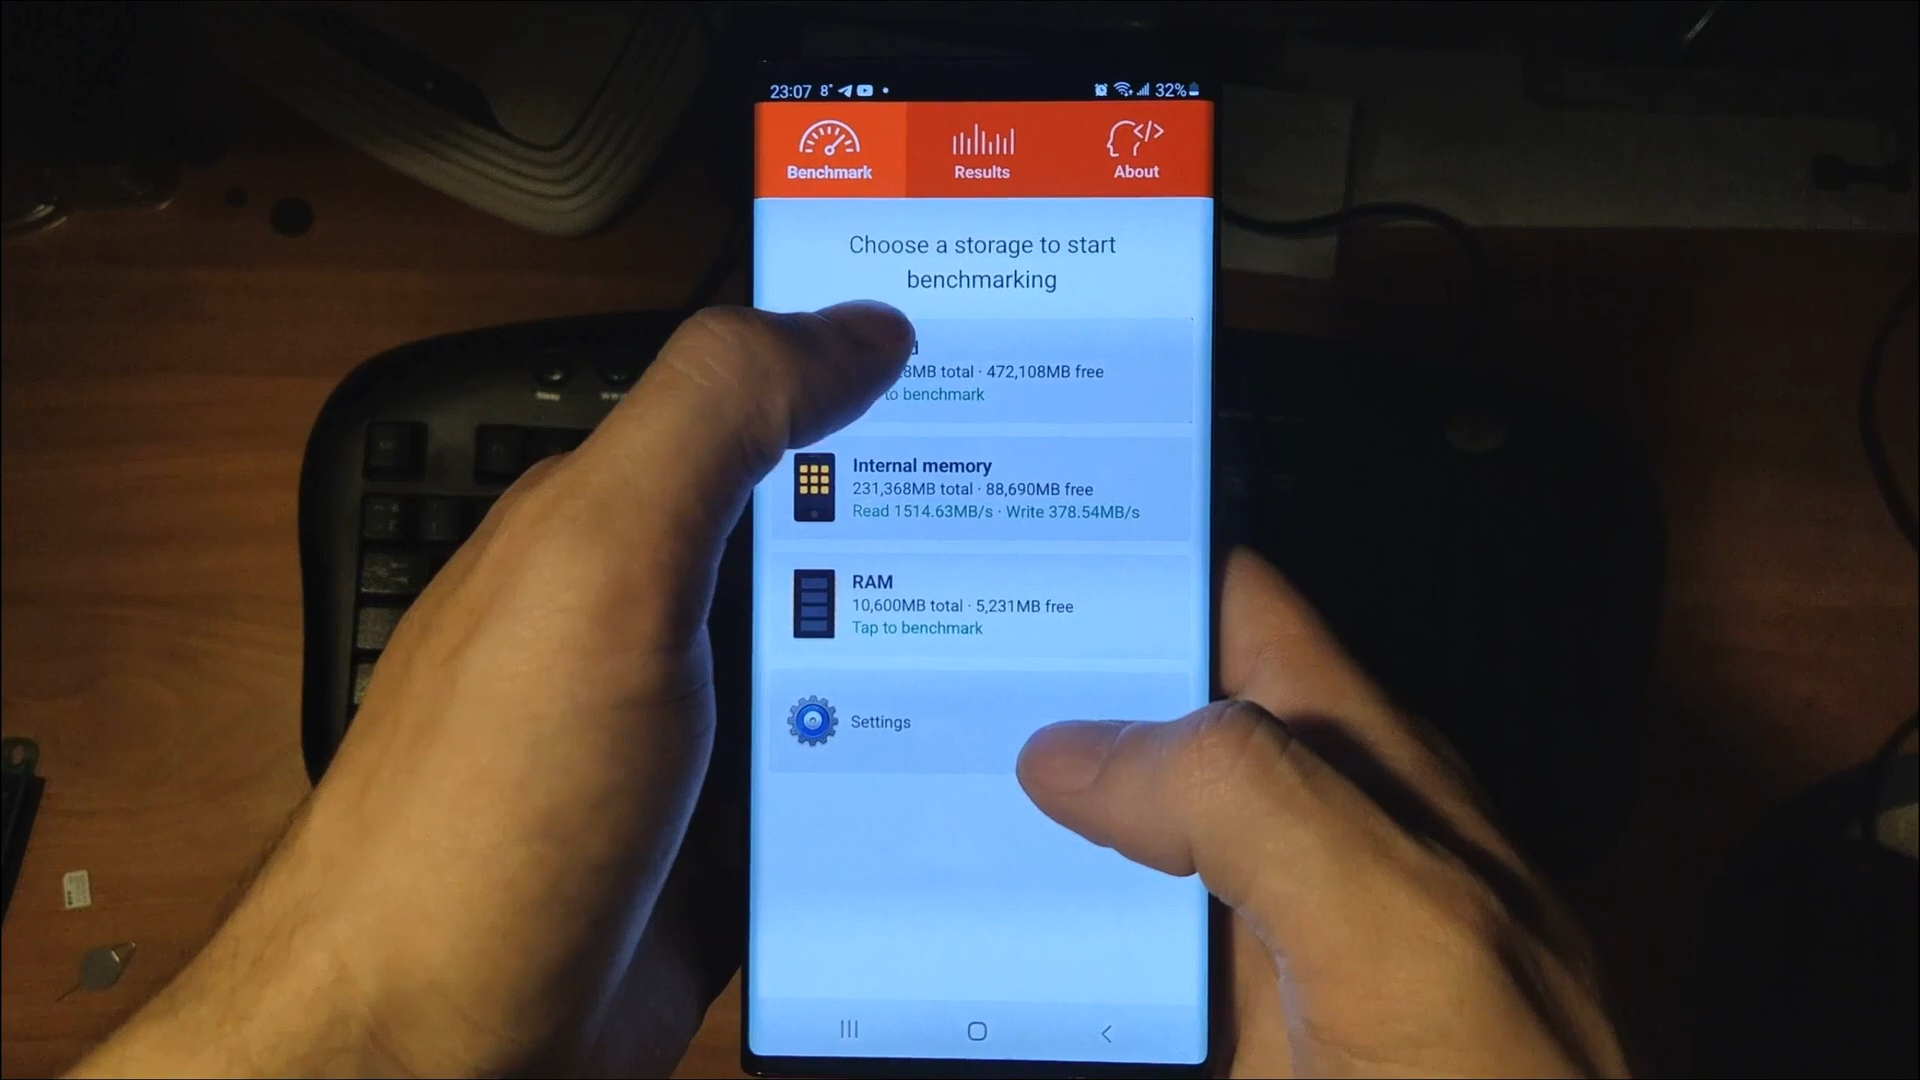 23:07 8° 32%
Benchmark Results About
Choose a storage to start
benchmarking
total · 472,108MB free
to benchmark
Internal memory
231,368MB total · 88,690MB free
Read 1514.63MB/s · Write 378.54MB/s
RAM
10,600MB total · 5,231MB free
Tap to benchmark
Settings